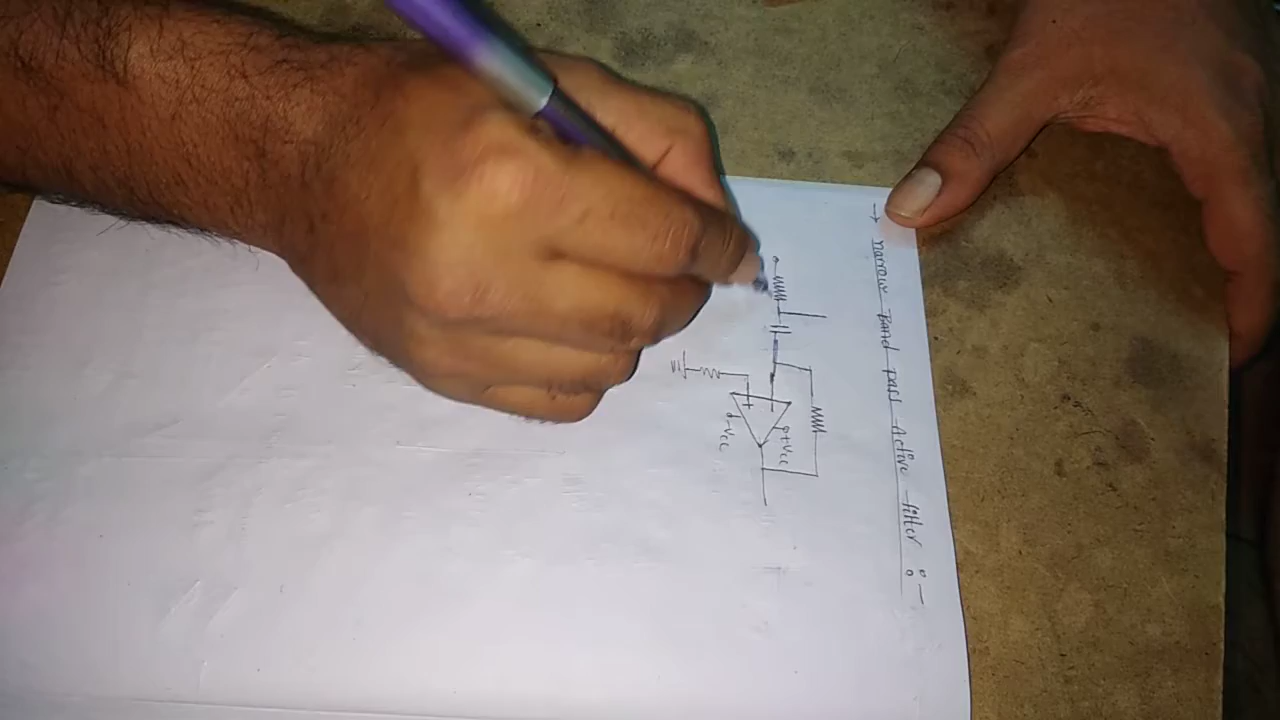 → Narrow Band pass Active filter :-
+Vcc
-Vcc